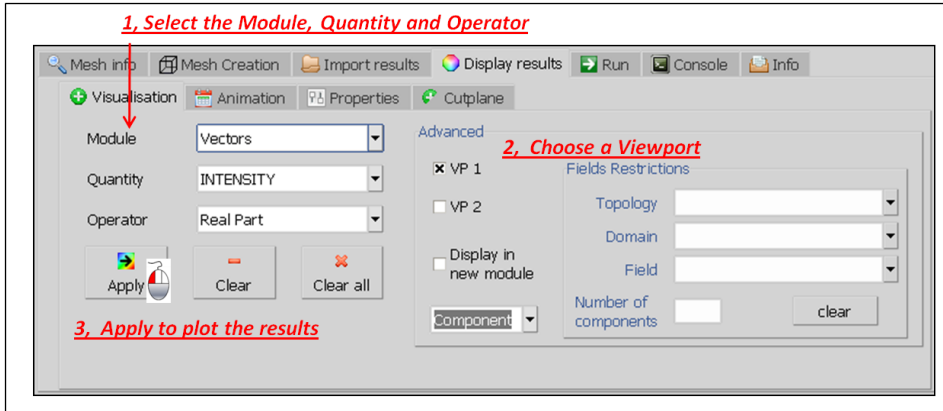 1, Select the Module, Quantity and Operator
Mesh info Mesh Creation Import results Display results Run Console Info
Visualisation Animation Properties Cutplane
Module Vectors
Quantity INTENSITY
Operator Real Part
Apply Clear Clear all
3, Apply to plot the results
Advanced
2, Choose a Viewport
VP 1
VP 2
Display in
new module
Component
Fields Restrictions
Topology
Domain
Field
Number of
components
clear